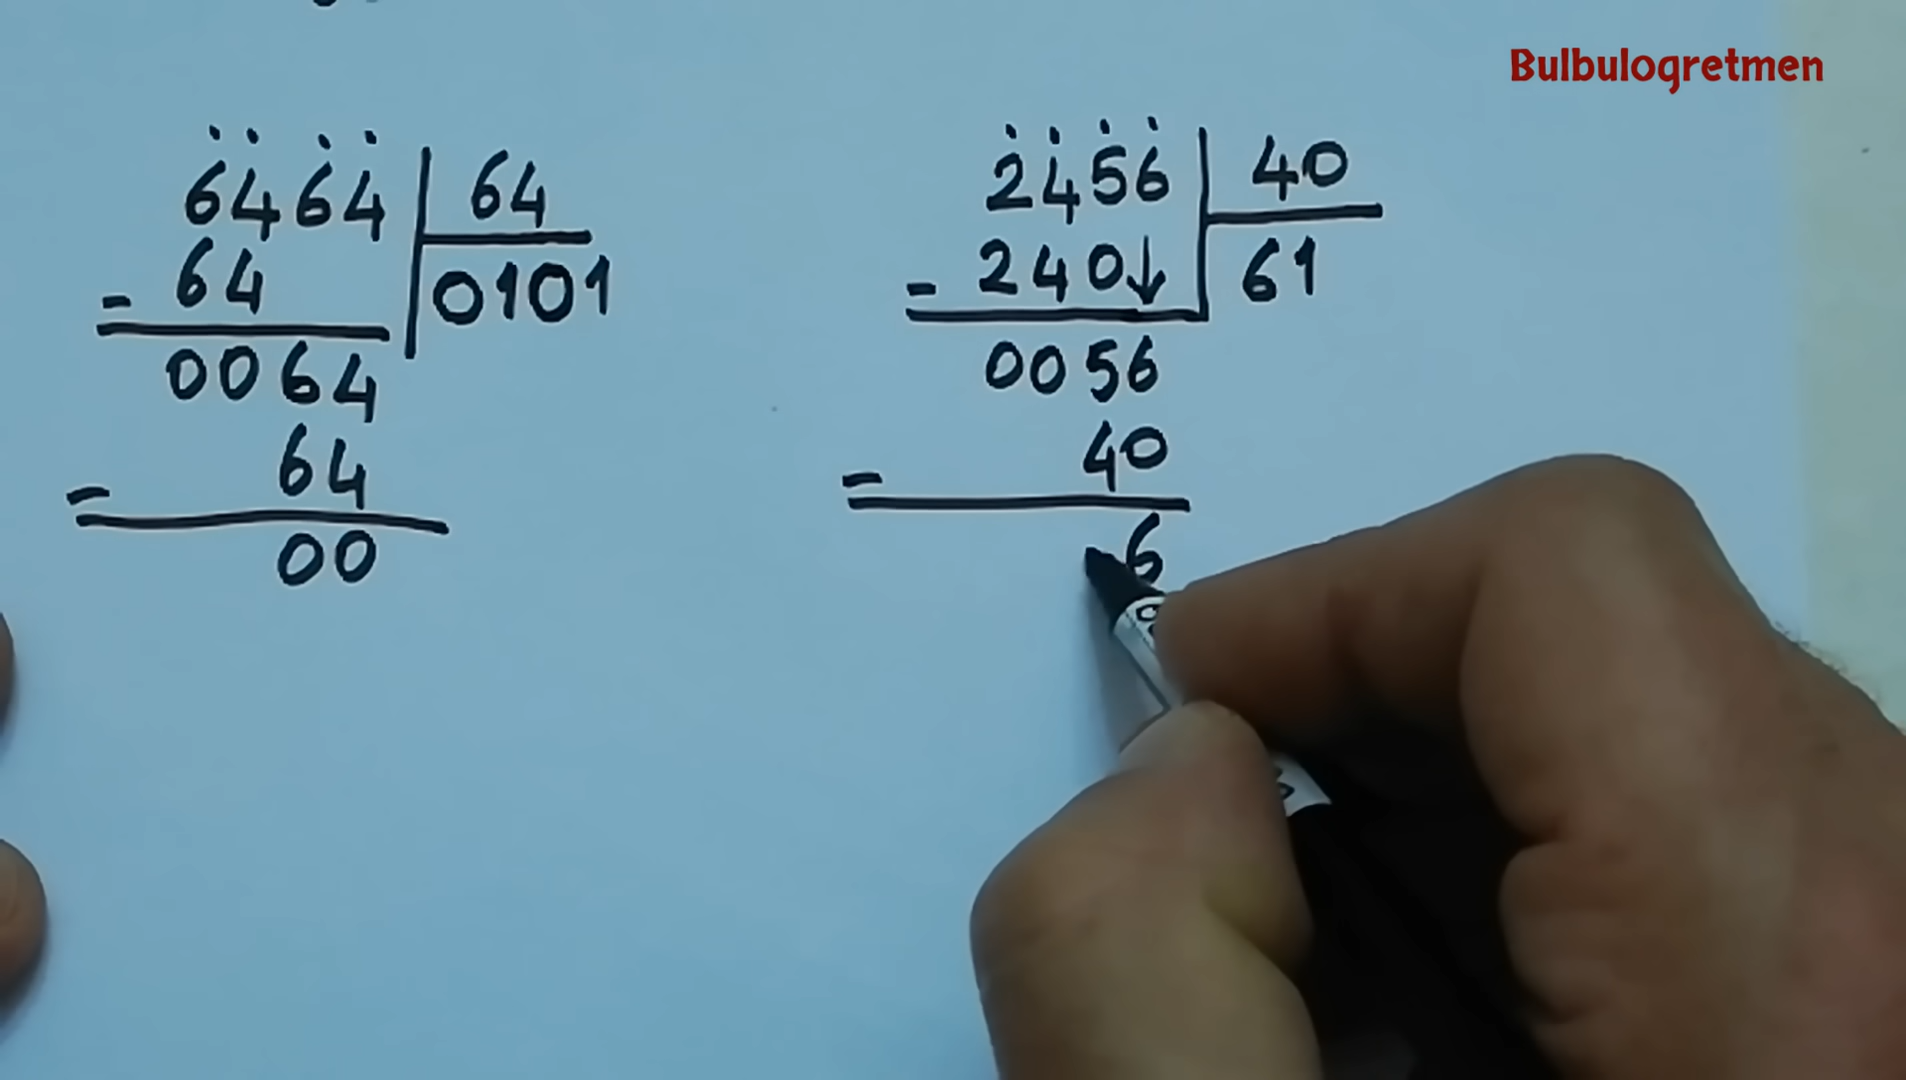 Bulbulogretmen
6464 | 64
- 64 | 0101
0064
- 64
00
2456 | 40
- 240↓ | 61
0056
- 40
6